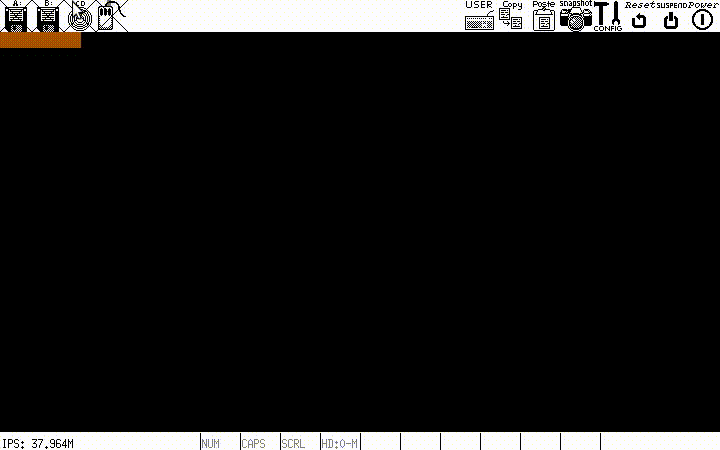 A: B: CD USER Copy Paste snapshot CONFIG Reset SUSPEND Power
IPS: 37.964M NUM CAPS SCRL HD:0-M